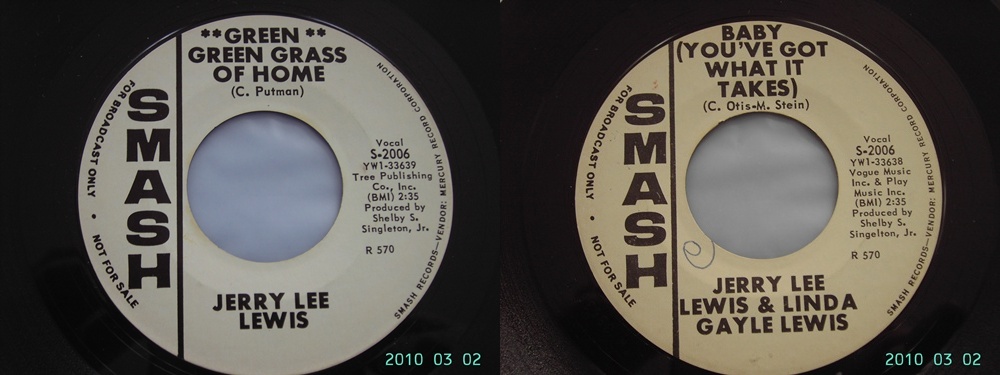 **GREEN**
GREEN GRASS
OF HOME
(C. Putman)
FOR BROADCAST ONLY • NOT FOR SALE
SMASH
Vocal
S-2006
YW1-33639
Tree Publishing
Co., Inc.
(BMI) 2:35
Produced by
Shelby S.
Singleton, Jr.
R 570
SMASH RECORDS—VENDOR: MERCURY RECORD CORPORATION
JERRY LEE
LEWIS
2010 03 02
BABY
(YOU'VE GOT
WHAT IT
TAKES)
(C. Otis-M. Stein)
FOR BROADCAST ONLY • NOT FOR SALE
SMASH
Vocal
S-2006
YW1-33638
Vogue Music
Inc. & Play
Music Inc.
(BMI) 2:35
Produced by
Shelby S.
Singelton, Jr.
R 570
SMASH RECORDS—VENDOR: MERCURY RECORD CORPORATION
JERRY LEE
LEWIS & LINDA
GAYLE LEWIS
2010 03 02